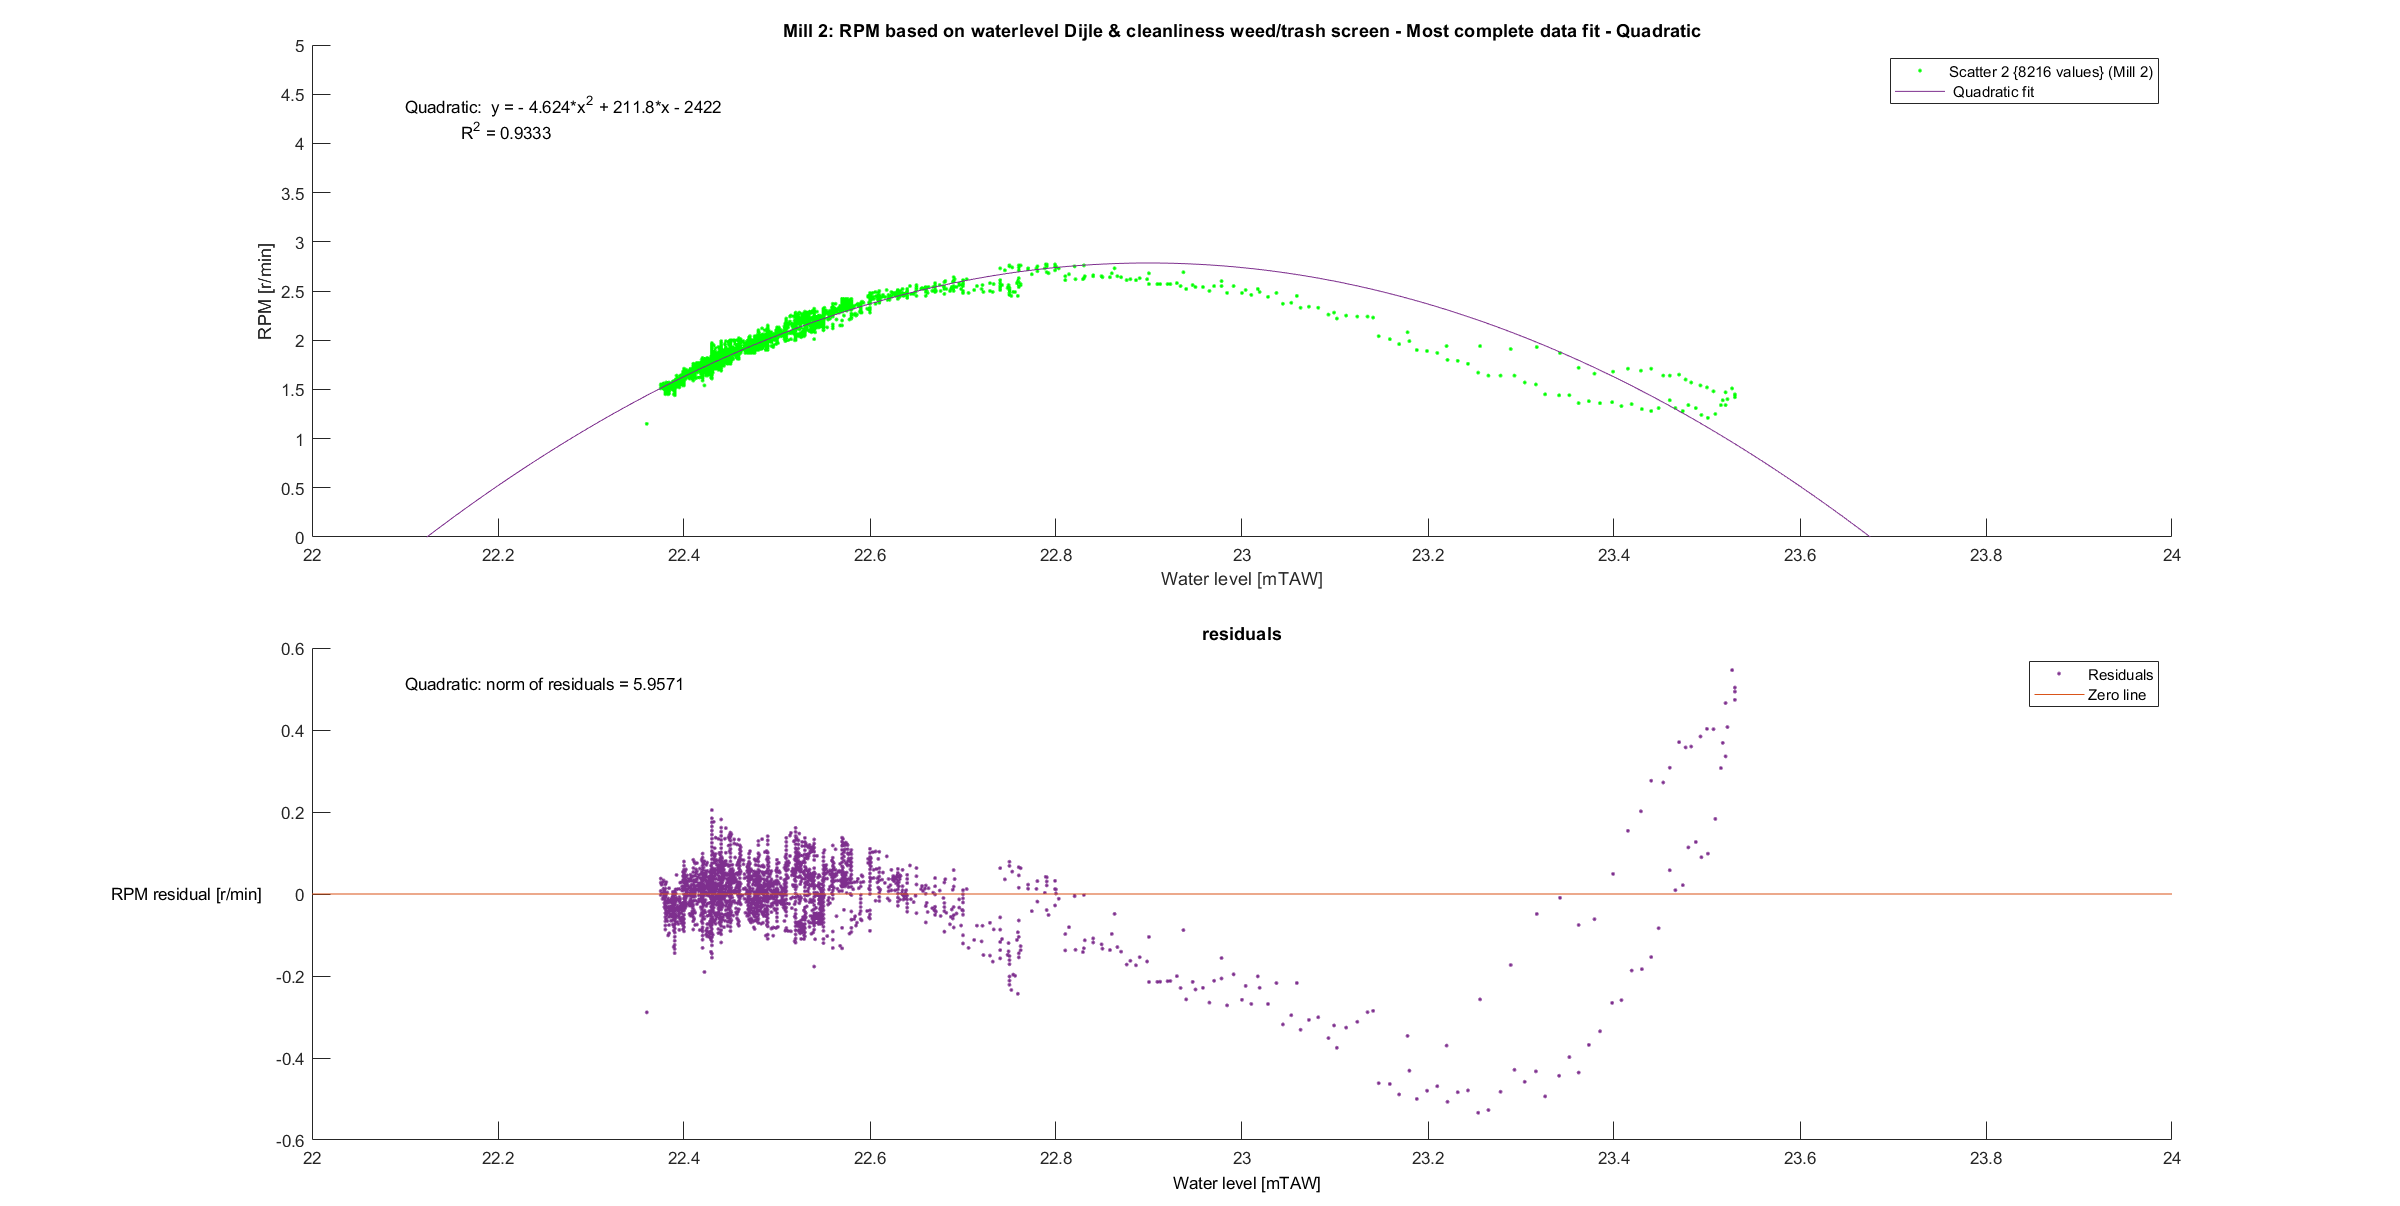 Mill 2: RPM based on waterlevel Dijle & cleanliness weed/trash screen - Most complete data fit - Quadratic
5
4.5
4
3.5
3
2.5
2
1.5
1
0.5
0
RPM [r/min]
Quadratic: y = - 4.624*x² + 211.8*x - 2422
R² = 0.9333
Scatter 2 {8216 values} (Mill 2)
Quadratic fit
22 22.2 22.4 22.6 22.8 23 23.2 23.4 23.6 23.8 24
Water level [mTAW]
residuals
0.6
0.4
0.2
0
-0.2
-0.4
-0.6
RPM residual [r/min]
Quadratic: norm of residuals = 5.9571
Residuals
Zero line
22 22.2 22.4 22.6 22.8 23 23.2 23.4 23.6 23.8 24
Water level [mTAW]